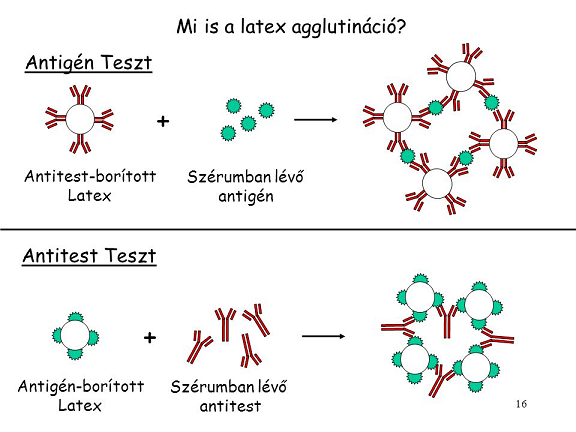 Mi is a latex agglutináció?
Antigén Teszt
+
Antitest-borított
Latex
Szérumban lévő
antigén
Antitest Teszt
+
Antigén-borított
Latex
Szérumban lévő
antitest
16